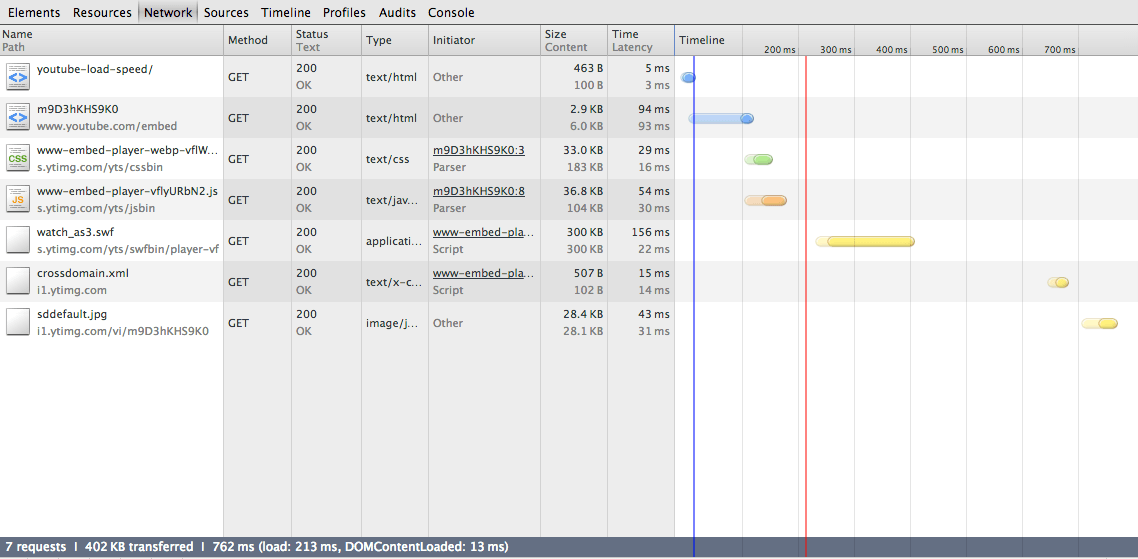 Elements Resources Network Sources Timeline Profiles Audits Console
Name Method Status Type Initiator Size Time Timeline
Path Text Content Latency 200 ms 300 ms 400 ms 500 ms 600 ms 700 ms
youtube-load-speed/ GET 200 text/html Other 463 B 5 ms
OK 100 B 3 ms
m9D3hKHS9K0 GET 200 text/html Other 2.9 KB 94 ms
www.youtube.com/embed OK 6.0 KB 93 ms
www-embed-player-webp-vflW... GET 200 text/css m9D3hKHS9K0:3 33.0 KB 29 ms
CSS s.ytimg.com/yts/cssbin OK Parser 183 KB 16 ms
www-embed-player-vflyURbN2.js GET 200 text/jav... m9D3hKHS9K0:8 36.8 KB 54 ms
JS s.ytimg.com/yts/jsbin OK Parser 104 KB 30 ms
watch_as3.swf GET 200 applicati... www-embed-pla... 300 KB 156 ms
s.ytimg.com/yts/swfbin/player-vf OK Script 300 KB 22 ms
crossdomain.xml GET 200 text/x-c... www-embed-pla... 507 B 15 ms
i1.ytimg.com OK Script 102 B 14 ms
sddefault.jpg GET 200 image/j... Other 28.4 KB 43 ms
i1.ytimg.com/vi/m9D3hKHS9K0 OK 28.1 KB 31 ms
7 requests | 402 KB transferred | 762 ms (load: 213 ms, DOMContentLoaded: 13 ms)